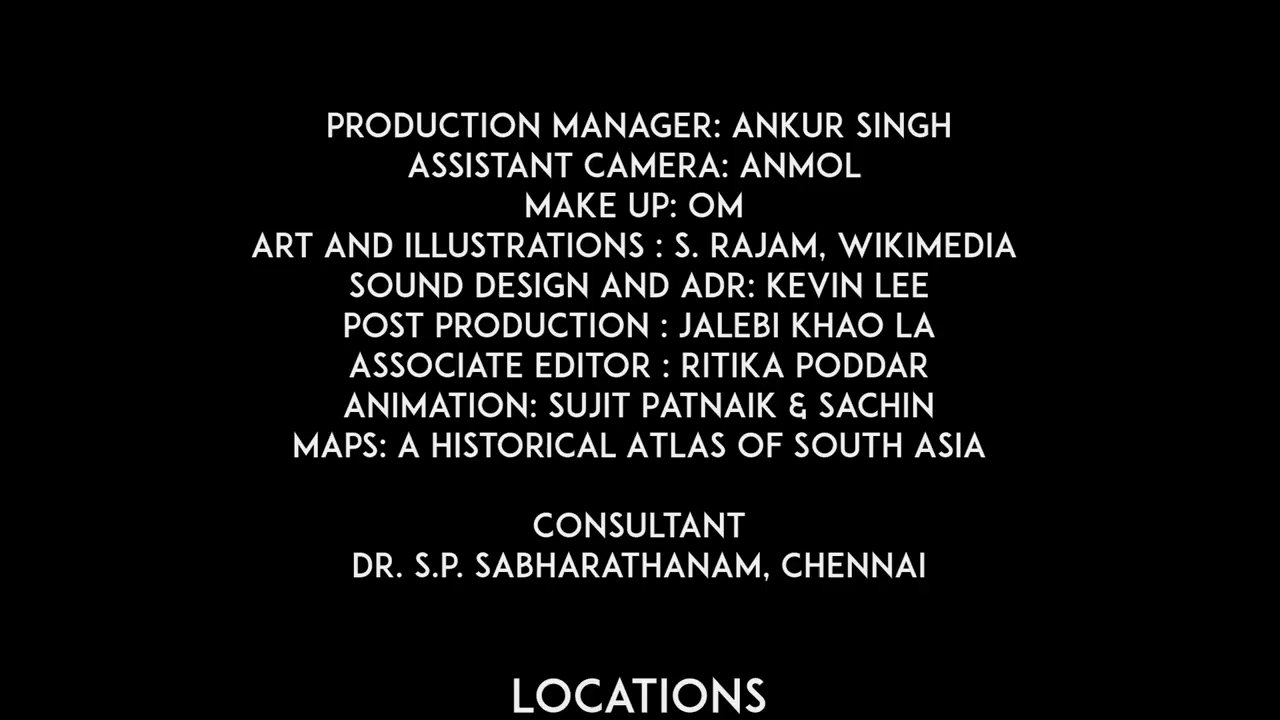 PRODUCTION MANAGER: ANKUR SINGH
ASSISTANT CAMERA: ANMOL
MAKE UP: OM
ART AND ILLUSTRATIONS : S. RAJAM, WIKIMEDIA
SOUND DESIGN AND ADR: KEVIN LEE
POST PRODUCTION : JALEBI KHAO LA
ASSOCIATE EDITOR : RITIKA PODDAR
ANIMATION: SUJIT PATNAIK & SACHIN
MAPS: A HISTORICAL ATLAS OF SOUTH ASIA
CONSULTANT
DR. S.P. SABHARATHANAM, CHENNAI
LOCATIONS